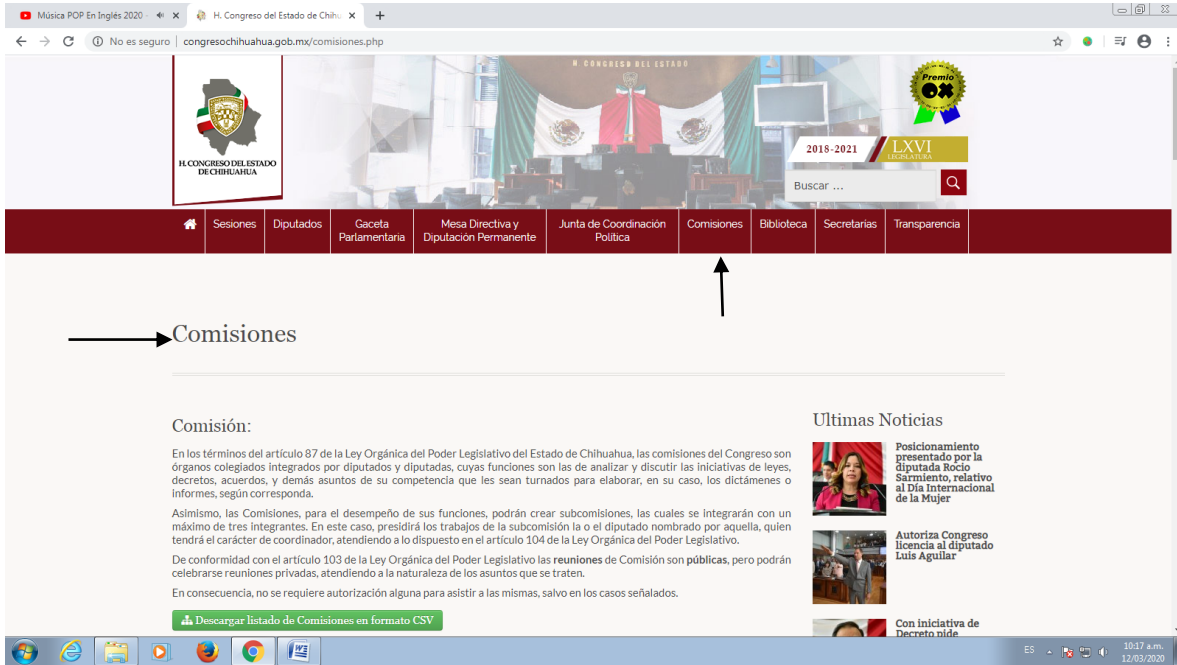 Música POP En Inglés 2020 -
H. Congreso del Estado de Chihu
No es seguro | congresochihuahua.gob.mx/comisiones.php
H. CONGRESO DEL ESTADO
Premio
OX
H. CONGRESO DEL ESTADO
DE CHIHUAHUA
2018-2021
LXVI
LEGISLATURA
Buscar ...
Sesiones
Diputados
Gaceta
Parlamentaria
Mesa Directiva y
Diputación Permanente
Junta de Coordinación
Política
Comisiones
Biblioteca
Secretarías
Transparencia
Comisiones
Comisión:
En los términos del artículo 87 de la Ley Orgánica del Poder Legislativo del Estado de Chihuahua, las comisiones del Congreso son
órganos colegiados integrados por diputados y diputadas, cuyas funciones son las de analizar y discutir las iniciativas de leyes,
decretos, acuerdos, y demás asuntos de su competencia que les sean turnados para elaborar, en su caso, los dictámenes o
informes, según corresponda.
Asimismo, las Comisiones, para el desempeño de sus funciones, podrán crear subcomisiones, las cuales se integrarán con un
máximo de tres integrantes. En este caso, presidirá los trabajos de la subcomisión la o el diputado nombrado por aquella, quien
tendrá el carácter de coordinador, atendiendo a lo dispuesto en el artículo 104 de la Ley Orgánica del Poder Legislativo.
De conformidad con el artículo 103 de la Ley Orgánica del Poder Legislativo las reuniones de Comisión son públicas, pero podrán
celebrarse reuniones privadas, atendiendo a la naturaleza de los asuntos que se traten.
En consecuencia, no se requiere autorización alguna para asistir a las mismas, salvo en los casos señalados.
Descargar listado de Comisiones en formato CSV
Ultimas Noticias
Posicionamiento
presentado por la
diputada Rocio
Sarmiento, relativo
al Día Internacional
de la Mujer
Autoriza Congreso
licencia al diputado
Luis Aguilar
Con iniciativa de
Decreto pide
ES
10:17 a.m.
12/03/2020